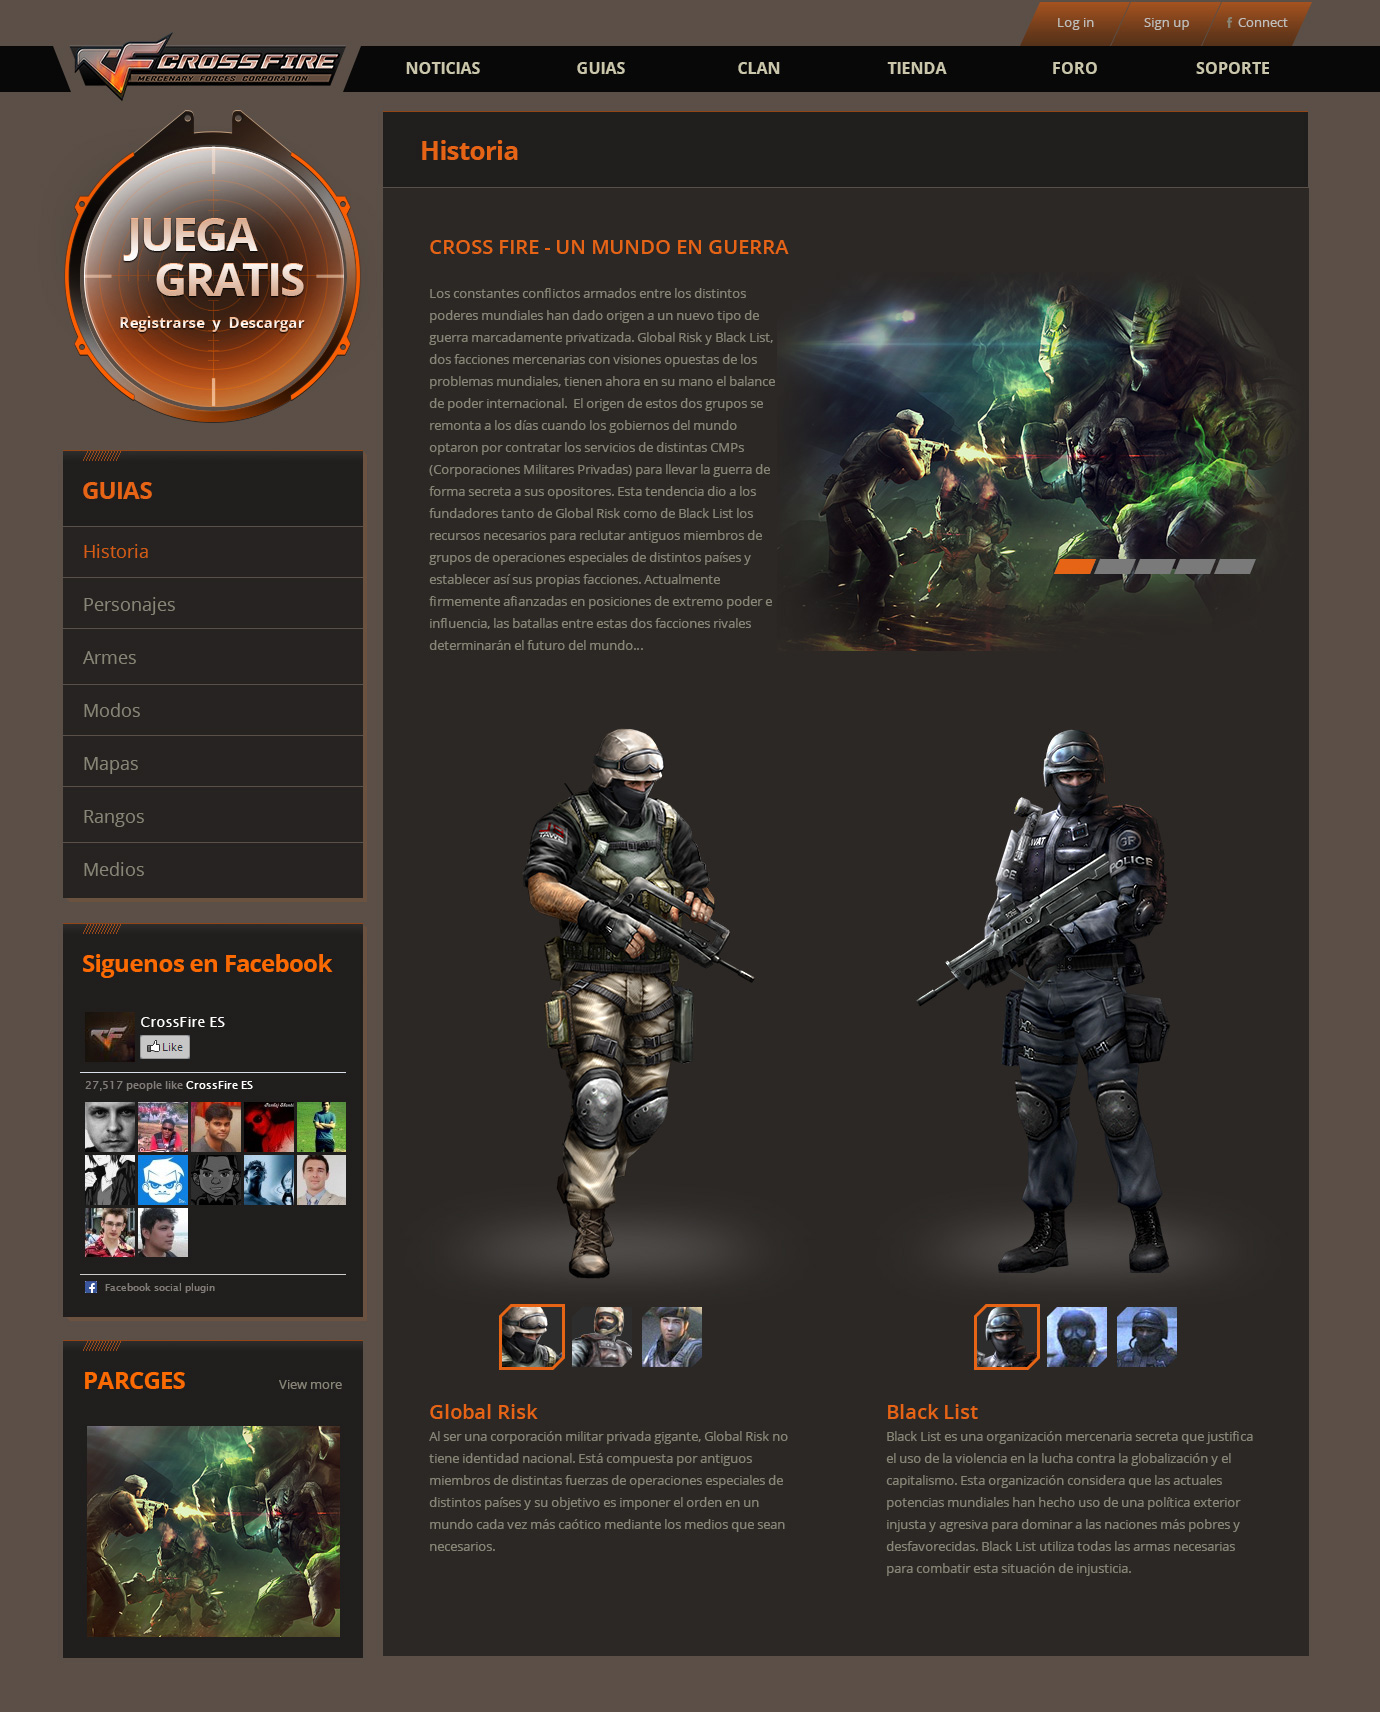 Log in
Sign up
f Connect
CROSSFIRE
MERCENARY FORCES CORPORATION
NOTICIAS
GUIAS
CLAN
TIENDA
FORO
SOPORTE
JUEGA
GRATIS
Registrarse y Descargar
GUIAS
Historia
Personajes
Armes
Modos
Mapas
Rangos
Medios
Siguenos en Facebook
CrossFire ES
Like
27,517 people like CrossFire ES
Facebook social plugin
PARCGES
View more
Historia
CROSS FIRE - UN MUNDO EN GUERRA
Los constantes conflictos armados entre los distintos
poderes mundiales han dado origen a un nuevo tipo de
guerra marcadamente privatizada. Global Risk y Black List,
dos facciones mercenarias con visiones opuestas de los
problemas mundiales, tienen ahora en su mano el balance
de poder internacional.  El origen de estos dos grupos se
remonta a los días cuando los gobiernos del mundo
optaron por contratar los servicios de distintas CMPs
(Corporaciones Militares Privadas) para llevar la guerra de
forma secreta a sus opositores. Esta tendencia dio a los
fundadores tanto de Global Risk como de Black List los
recursos necesarios para reclutar antiguos miembros de
grupos de operaciones especiales de distintos países y
establecer así sus propias facciones. Actualmente
firmemente afianzadas en posiciones de extremo poder e
influencia, las batallas entre estas dos facciones rivales
determinarán el futuro del mundo...
GR
POLICE
Global Risk
Al ser una corporación militar privada gigante, Global Risk no
tiene identidad nacional. Está compuesta por antiguos
miembros de distintas fuerzas de operaciones especiales de
distintos países y su objetivo es imponer el orden en un
mundo cada vez más caótico mediante los medios que sean
necesarios.
Black List
Black List es una organización mercenaria secreta que justifica
el uso de la violencia en la lucha contra la globalización y el
capitalismo. Esta organización considera que las actuales
potencias mundiales han hecho uso de una política exterior
injusta y agresiva para dominar a las naciones más pobres y
desfavorecidas. Black List utiliza todas las armas necesarias
para combatir esta situación de injusticia.